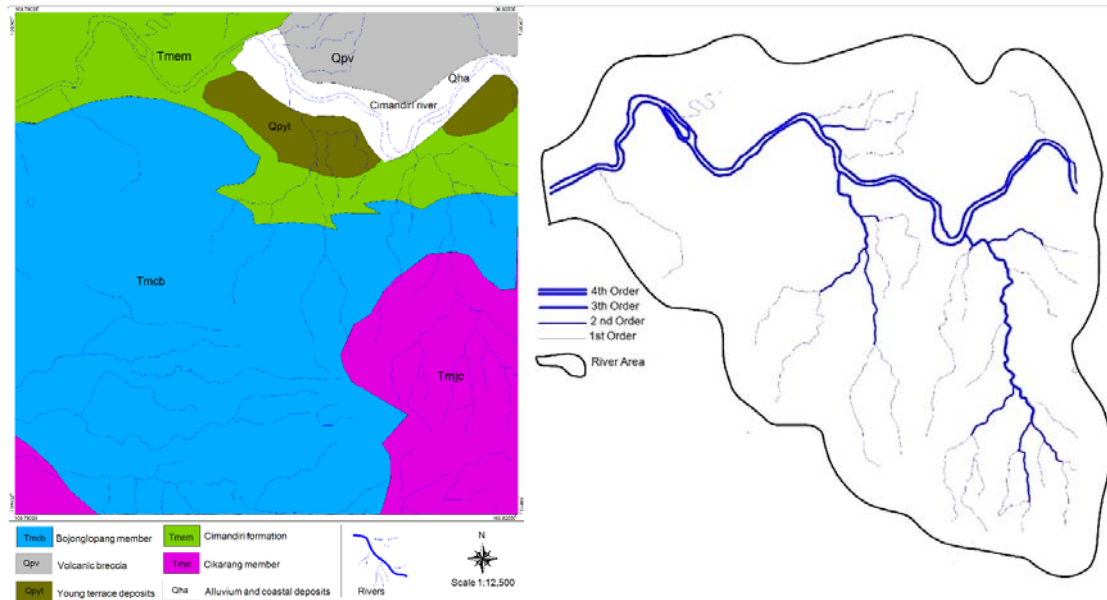 Tmem
Qpv
Qha
Cimandiri river
Qpyt
Tmcb
Tmjc
Tmcb Bojonglopang member
Tmem Cimandiri formation
Qpv Volcanic breccia
Tmjc Cikarang member
Qpyt Young terrace deposits
Qha Alluvium and coastal deposits
Rivers
N
Scale 1:12,500
4th Order
3th Order
2 nd Order
1st Order
River Area